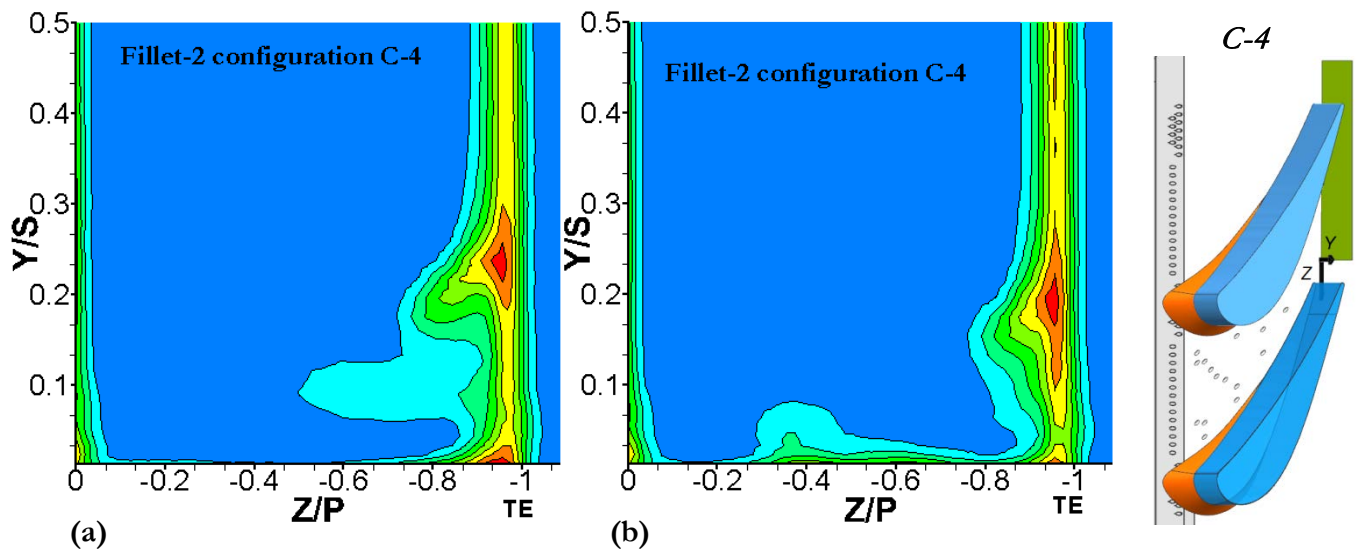 0.5
0.4
0.3
0.2
0.1
Y/S
Fillet-2 configuration C-4
0 -0.2 -0.4 -0.6 -0.8 -1
Z/P
TE
(a)
0.5
0.4
0.3
0.2
0.1
Y/S
Fillet-2 configuration C-4
0 -0.2 -0.4 -0.6 -0.8 -1
Z/P
TE
(b)
C-4
Y
Z